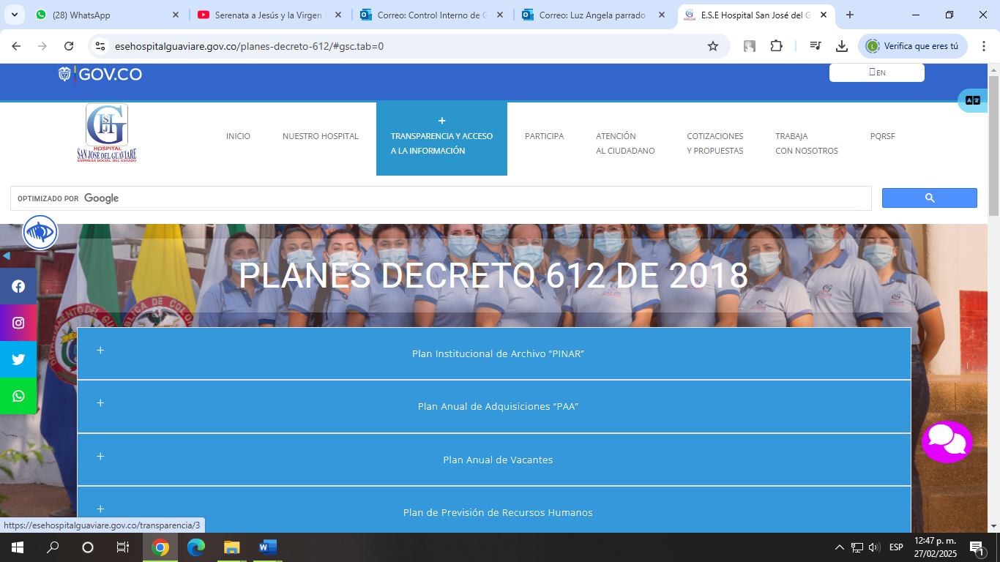 (28) WhatsApp
Serenata a Jesús y la Virgen
Correo: Control Interno de G
Correo: Luz Angela parrado
E.S.E Hospital San José del G
esehospitalguaviare.gov.co/planes-decreto-612/#gsc.tab=0
Verifica que eres tú
GOV.CO
EN
HOSPITAL
SAN JOSÉ DEL GUAVIARE
EMPRESA SOCIAL DEL ESTADO
INICIO
NUESTRO HOSPITAL
+
TRANSPARENCIA Y ACCESO
A LA INFORMACIÓN
PARTICIPA
ATENCIÓN
AL CIUDADANO
COTIZACIONES
Y PROPUESTAS
TRABAJA
CON NOSOTROS
PQRSF
OPTIMIZADO POR Google
PLANES DECRETO 612 DE 2018
+ Plan Institucional de Archivo “PINAR”
+ Plan Anual de Adquisiciones “PAA”
+ Plan Anual de Vacantes
+ Plan de Previsión de Recursos Humanos
https://esehospitalguaviare.gov.co/transparencia/3
ESP
12:47 p. m.
27/02/2025
1